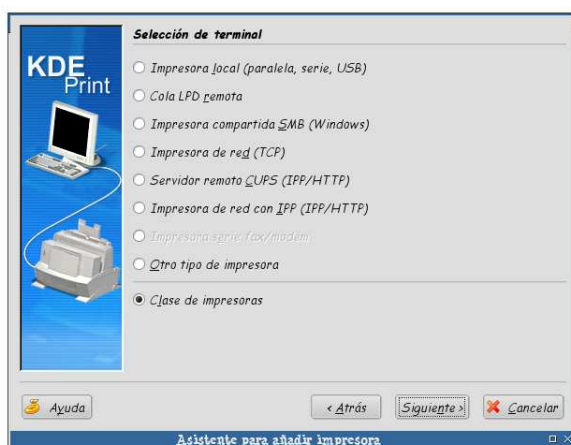 Selección de terminal
KDE
Print
Impresora local (paralela, serie, USB)
Cola LPD remota
Impresora compartida SMB (Windows)
Impresora de red (TCP)
Servidor remoto CUPS (IPP/HTTP)
Impresora de red con IPP (IPP/HTTP)
Impresora serie fax/modem
Otro tipo de impresora
Clase de impresoras
Ayuda
< Atrás
Siguiente >
Cancelar
Asistente para añadir impresora